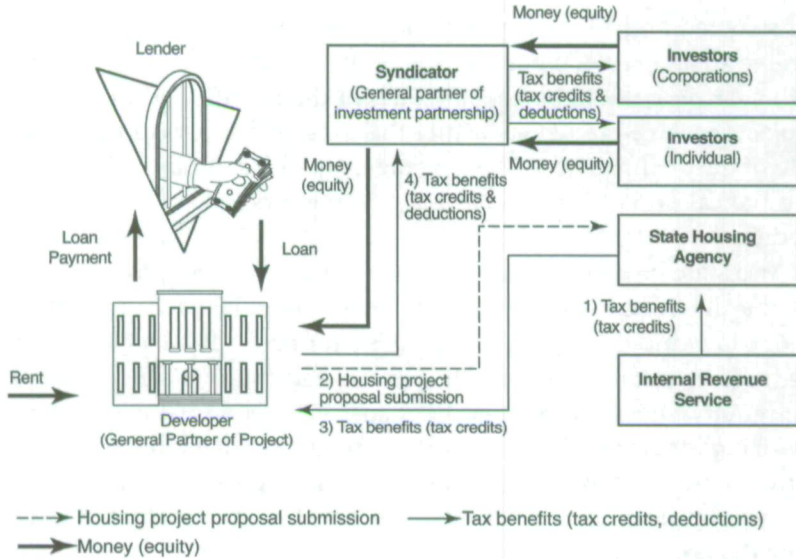 Lender
Money (equity)
Syndicator
(General partner of
investment partnership)
Tax benefits
(tax credits &
deductions)
Investors
(Corporations)
Investors
(Individual)
Money (equity)
Money
(equity)
4) Tax benefits
(tax credits &
deductions)
Loan
Payment
Loan
State Housing
Agency
1) Tax benefits
(tax credits)
Internal Revenue
Service
Rent
2) Housing project
proposal submission
Developer
(General Partner of Project)
3) Tax benefits (tax credits)
Housing project proposal submission
Tax benefits (tax credits, deductions)
Money (equity)